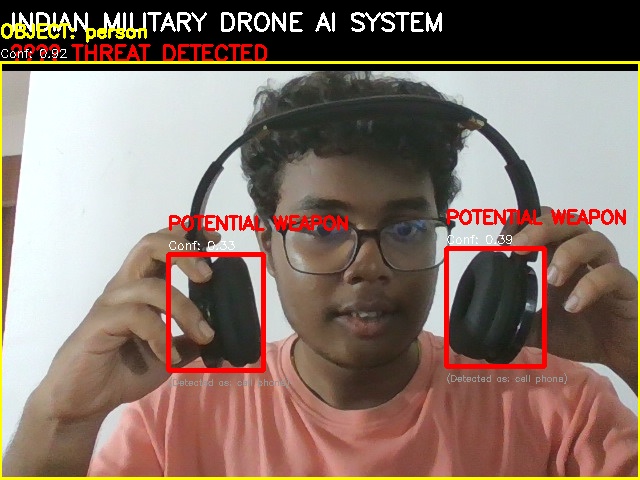 INDIAN MILITARY DRONE AI SYSTEM
OBJECT: person
THREAT DETECTED
Conf: 0.92
POTENTIAL WEAPON
Conf: 0.33
(Detected as: cell phone)
POTENTIAL WEAPON
Conf: 0.39
(Detected as: cell phone)